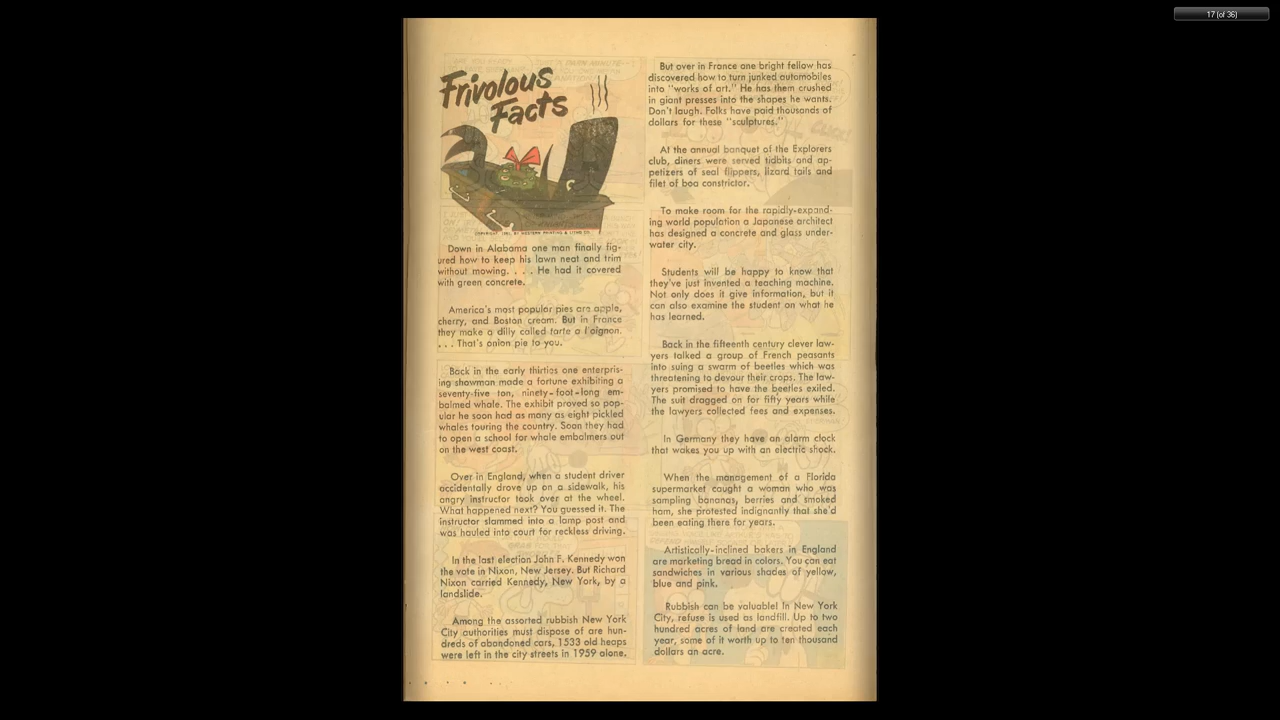 17 (of 36)
Frivolous
Facts
COPYRIGHT, 1961, BY WESTERN PRINTING & LITHO CO.
Down in Alabama one man finally fig-
ured how to keep his lawn neat and trim
without mowing. . . . He had it covered
with green concrete.
America's most popular pies are apple,
cherry, and Boston cream. But in France
they make a dilly called tarte a l'oignon.
. . . That's onion pie to you.
Back in the early thirties one enterpris-
ing showman made a fortune exhibiting a
seventy-five ton, ninety-foot-long em-
balmed whale. The exhibit proved so pop-
ular he soon had as many as eight pickled
whales touring the country. Soon they had
to open a school for whale embalmers out
on the west coast.
Over in England, when a student driver
accidentally drove up on a sidewalk, his
angry instructor took over at the wheel.
What happened next? You guessed it. The
instructor slammed into a lamp post and
was hauled into court for reckless driving.
In the last election John F. Kennedy won
the vote in Nixon, New Jersey. But Richard
Nixon carried Kennedy, New York, by a
landslide.
Among the assorted rubbish New York
City authorities must dispose of are hun-
dreds of abandoned cars, 1533 old heaps
were left in the city streets in 1959 alone.
But over in France one bright fellow has
discovered how to turn junked automobiles
into "works of art." He has them crushed
in giant presses into the shapes he wants.
Don't laugh. Folks have paid thousands of
dollars for these "sculptures."
At the annual banquet of the Explorers
club, diners were served tidbits and ap-
petizers of seal flippers, lizard tails and
filet of boa constrictor.
To make room for the rapidly-expand-
ing world population a Japanese architect
has designed a concrete and glass under-
water city.
Students will be happy to know that
they've just invented a teaching machine.
Not only does it give information, but it
can also examine the student on what he
has learned.
Back in the fifteenth century clever law-
yers talked a group of French peasants
into suing a swarm of beetles which was
threatening to devour their crops. The law-
yers promised to have the beetles exiled.
The suit dragged on for fifty years while
the lawyers collected fees and expenses.
In Germany they have an alarm clock
that wakes you up with an electric shock.
When the management of a Florida
supermarket caught a woman who was
sampling bananas, berries and smoked
ham, she protested indignantly that she'd
been eating there for years.
Artistically-inclined bakers in England
are marketing bread in colors. You can eat
sandwiches in various shades of yellow,
blue and pink.
Rubbish can be valuable! In New York
City, refuse is used as landfill. Up to two
hundred acres of land are created each
year, some of it worth up to ten thousand
dollars an acre.